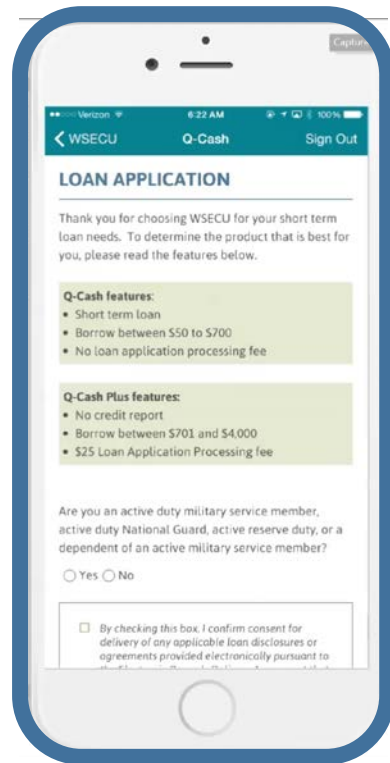 Captur
Verizon 6:22 AM 100%
WSECU Q-Cash Sign Out
LOAN APPLICATION
Thank you for choosing WSECU for your short term
loan needs. To determine the product that is best for
you, please read the features below.
Q-Cash features:
• Short term loan
• Borrow between $50 to $700
• No loan application processing fee
Q-Cash Plus features:
• No credit report
• Borrow between $701 and $4,000
• $25 Loan Application Processing fee
Are you an active duty military service member,
active duty National Guard, active reserve duty, or a
dependent of an active military service member?
Yes No
By checking this box, I confirm consent for
delivery of any applicable loan disclosures or
agreements provided electronically pursuant to